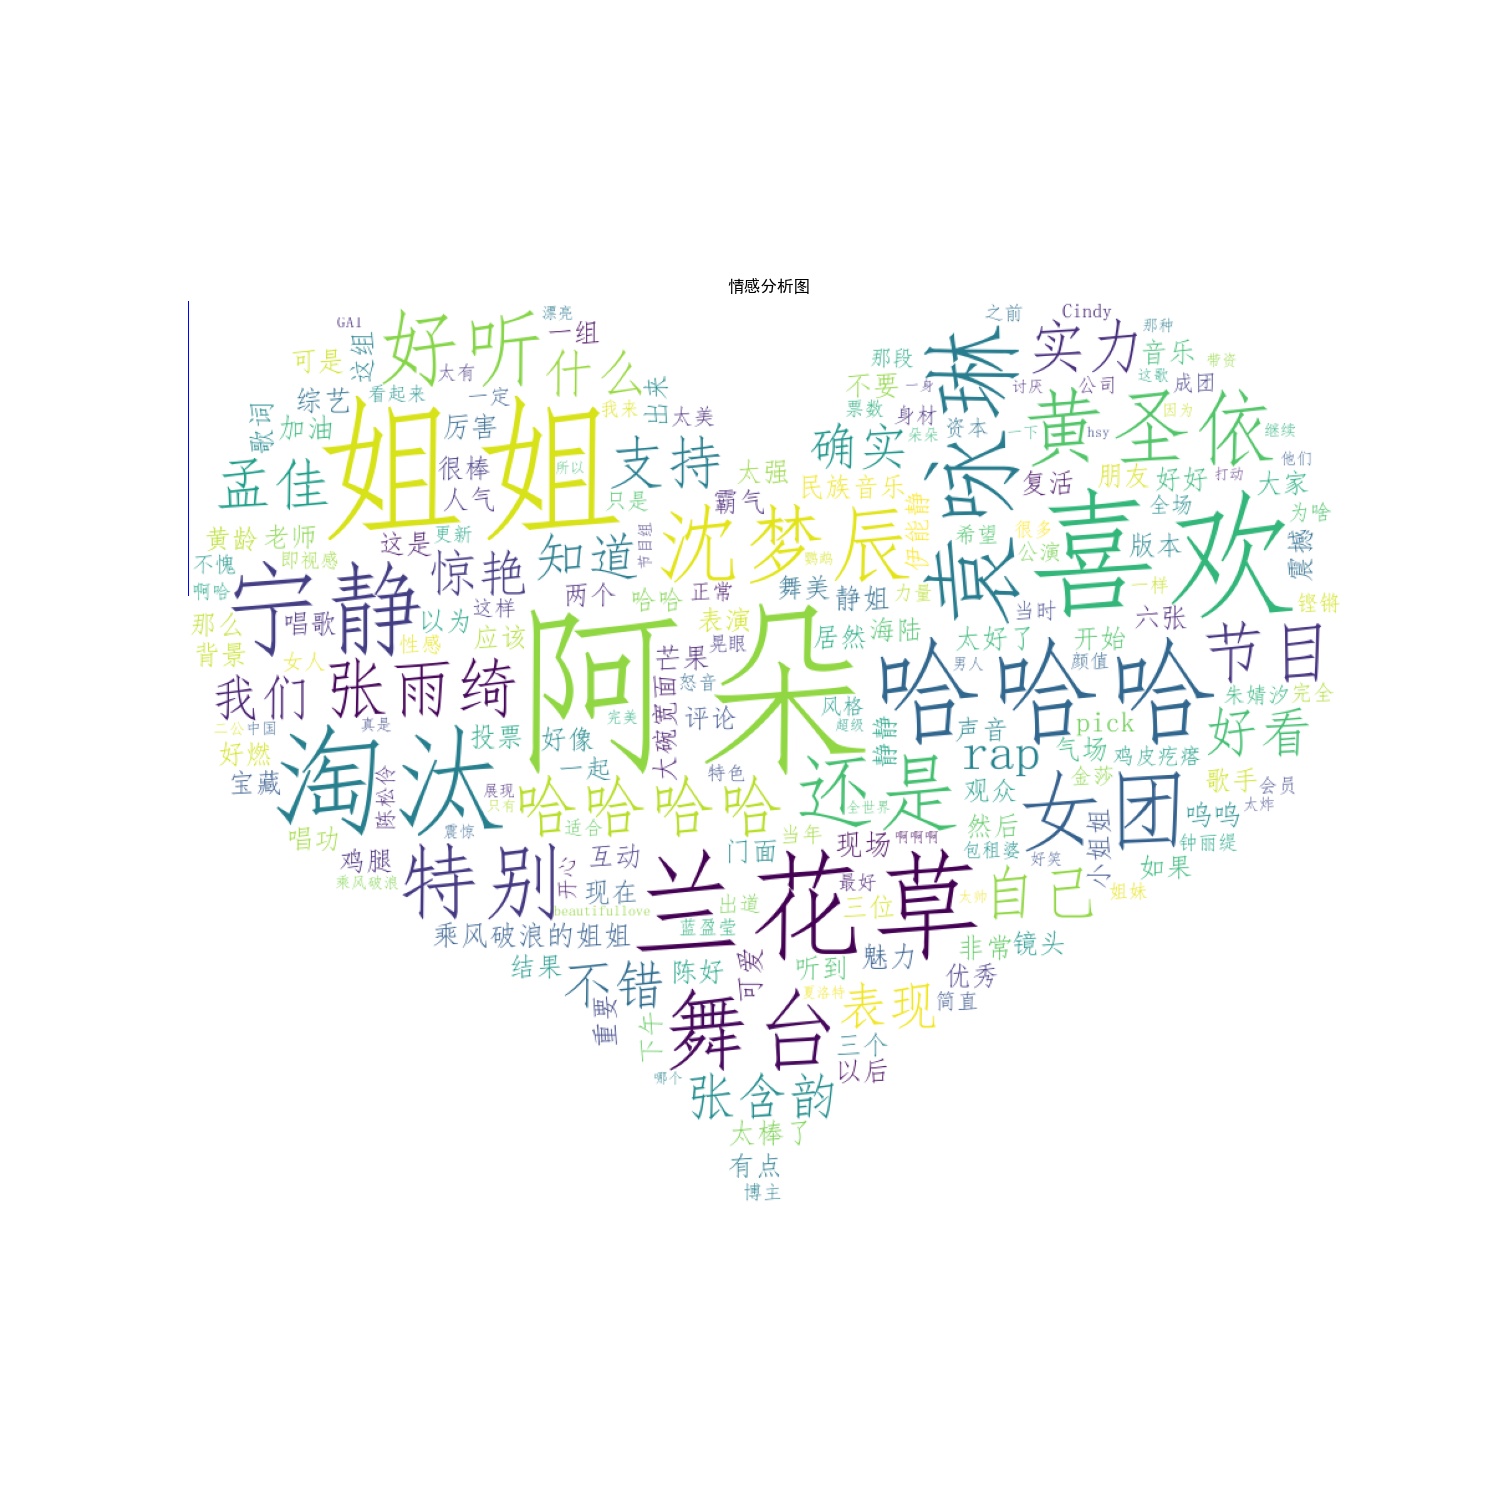 情感分析图
GAI
漂亮
之前
Cindy
那种
好听
一组
实力
可是
这组
什么
那段
音乐
带资
太有
不要
一身
讨厌
公司
这歌
成团
综艺
看起来
一定
我来
出来
太美
票数
身材
袁咏琳
黄圣依
因为
歌词
加油
姐姐
厉害
支持
确实
朵朵
资本
一下
hsy
继续
孟佳
很棒
所以
太强
民族音乐
复活
朋友
好好
打动
他们
大家
人气
只是
霸气
伊能静
喜欢
全场
为啥
黄龄
老师
这是
更新
节目组
沈梦辰
希望
很多
震撼
不愧
即视感
惊艳
知道
鹦鹉
公演
版本
啊哈
宁静
两个
哈哈
正常
舞美
静姐
力量
一样
铿锵
那么
唱歌
以为
这样
表演
当时
六张
背景
女人
性感
应该
阿朵
晃眼
居然
海陆
太好了
开始
节目
我们
张雨绮
芒果
怒音
哈哈哈
男人
颜值
朱婧汐
完全
二公
中国
真是
大碗宽面
完美
评论
风格
超级
静静
声音
pick
好看
好燃
淘汰
投票
好像
rap
气场
鸡皮疙瘩
宝藏
陈松伶
一起
特色
还是
观众
金莎
歌手
会员
展现
只有
哈哈哈哈
全世界
女团
太炸
唱功
震惊
适合
当年
然后
小姐姐
呜呜
鸡腿
特别
互动
门面
现场
啊啊啊
包租婆
好笑
钟丽缇
乘风破浪
开心
现在
兰花草
最好
如果
beautifullove
出道
三位
太帅
自己
姐妹
乘风破浪的姐姐
蓝盈莹
结果
不错
陈好
可爱
听到
魅力
非常
镜头
优秀
重要
舞台
夏洛特
表现
简直
下午
三个
哪个
以后
张含韵
太棒了
有点
博主